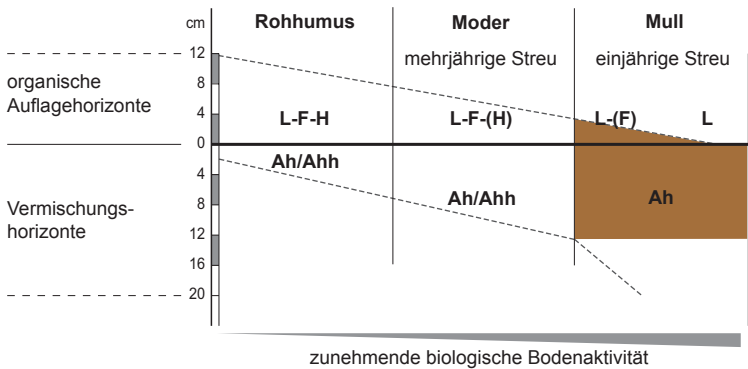 cm
Rohhumus
Moder
Mull
12
mehrjährige Streu
einjährige Streu
organische
Auflagehorizonte
8
4
L-F-H
L-F-(H)
L-(F)
L
0
Ah/Ahh
4
Vermischungs-
horizonte
8
Ah/Ahh
Ah
12
16
20
zunehmende biologische Bodenaktivität